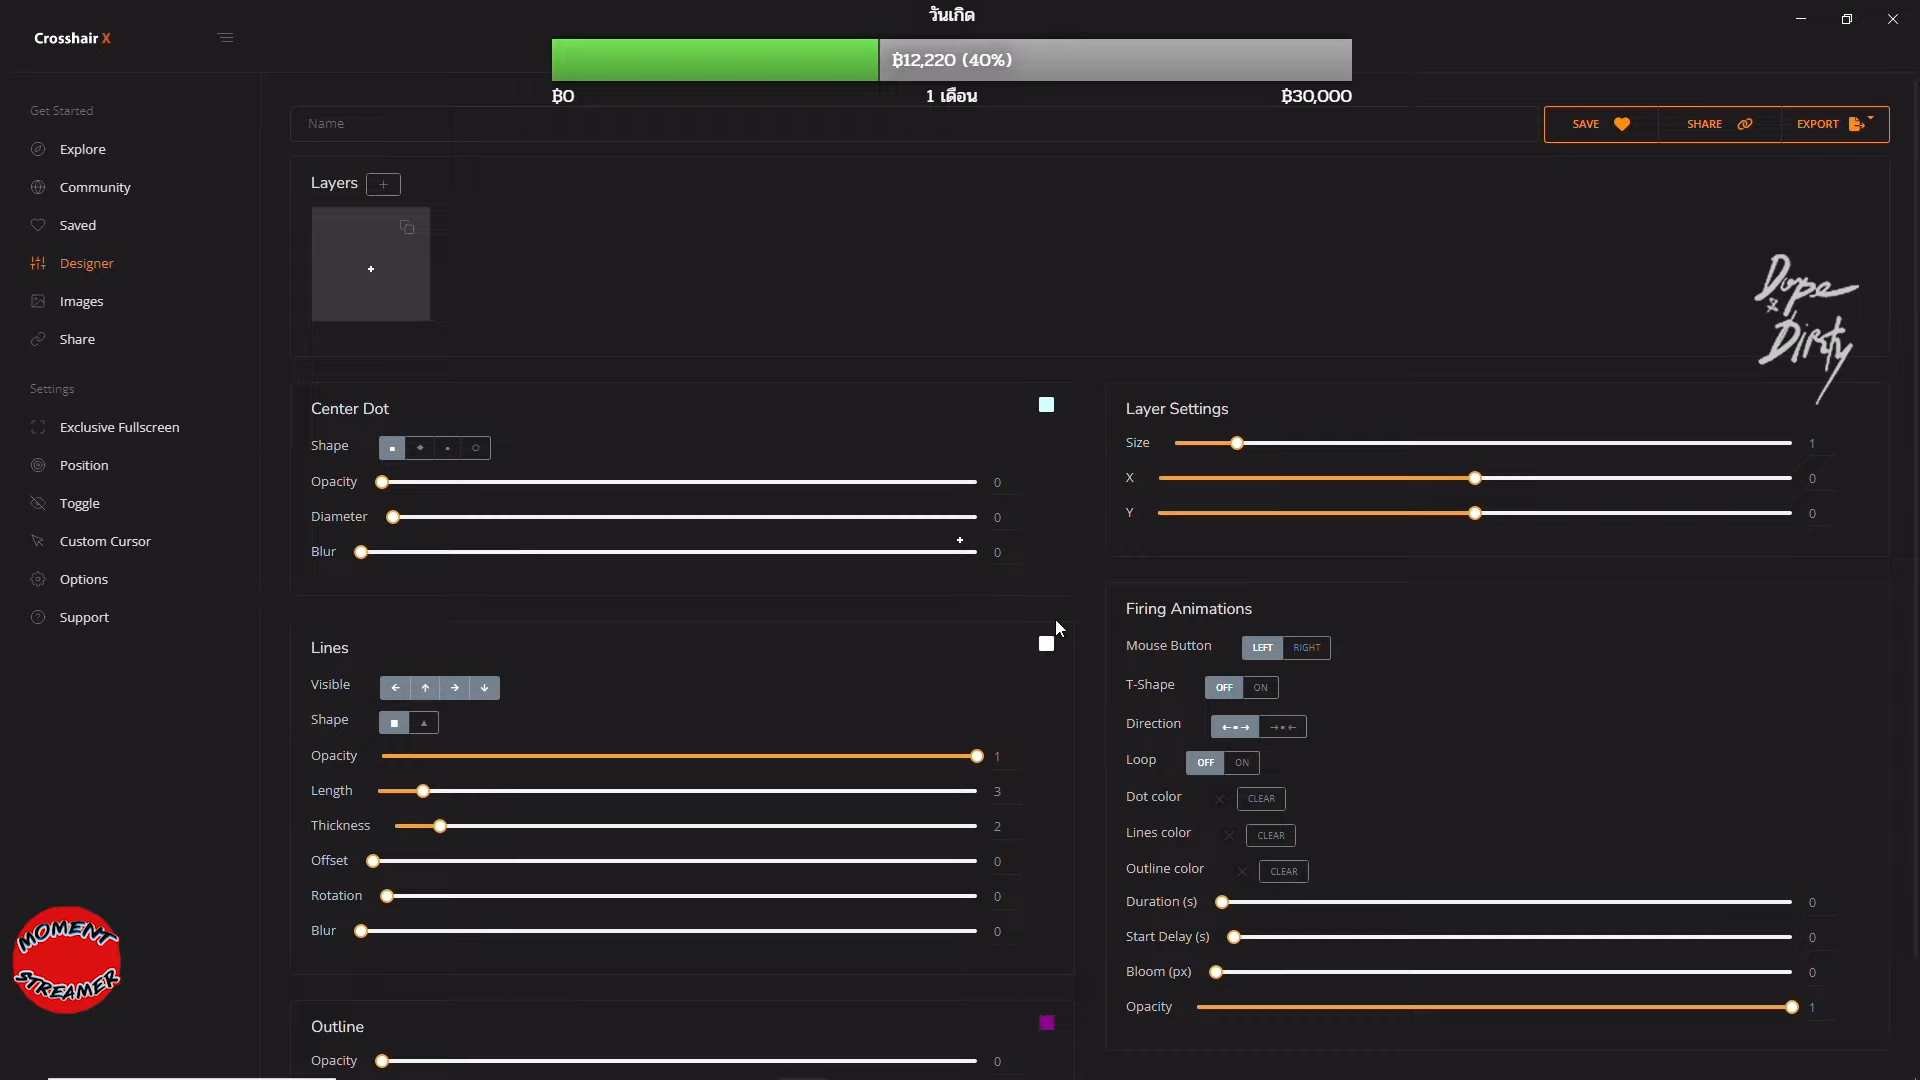 วันเกิด
Crosshair X
฿12,220 (40%)
฿0
1 เดือน
฿30,000
Get Started
Name
SAVE
SHARE
EXPORT
Explore
Community
Saved
Designer
Images
Share
Settings
Exclusive Fullscreen
Position
Toggle
Custom Cursor
Options
Support
Layers
+
Dope
&
Dirty
Center Dot
Shape
Opacity 0
Diameter 0
Blur 0
Lines
Visible
Shape
Opacity 1
Length 3
Thickness 2
Offset 0
Rotation 0
Blur 0
Outline
Opacity 0
Layer Settings
Size 1
X 0
Y 0
Firing Animations
Mouse Button LEFT RIGHT
T-Shape OFF ON
Direction
Loop OFF ON
Dot color CLEAR
Lines color CLEAR
Outline color CLEAR
Duration (s) 0
Start Delay (s) 0
Bloom (px) 0
Opacity 1
MOMENT
STREAMER